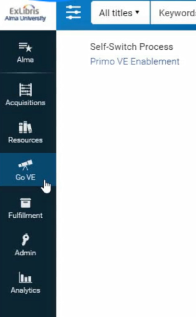 ExLibris
Alma University
All titles
Keyword
Self-Switch Process
Primo VE Enablement
Alma
Acquisitions
Resources
Go VE
Fulfillment
Admin
Analytics